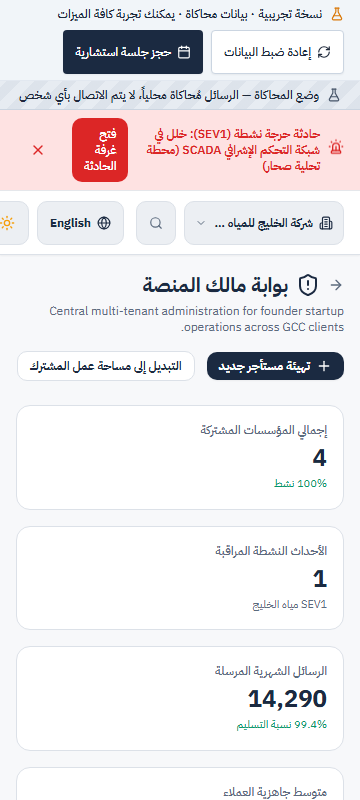 نسخة تجريبية · بيانات محاكاة · يمكنك تجربة كافة الميزات
إعادة ضبط البيانات
حجز جلسة استشارية
وضع المحاكاة — الرسائل مُحاكاة محلياً، لا يتم الاتصال بأي شخص
حادثة حرجة نشطة (SEV1): خلل في
شبكة التحكم الإشرافي SCADA (محطة
تحلية صحار)
فتح
غرفة
الحادثة
شركة الخليج للمياه ...
English
بوابة مالك المنصة
Central multi-tenant administration for founder startup
operations across GCC clients.
تهيئة مستأجر جديد
التبديل إلى مساحة عمل المشترك
إجمالي المؤسسات المشتركة
4
100% نشط
الأحداث النشطة المراقبة
1
SEV1 مياه الخليج
الرسائل الشهرية المرسلة
14,290
99.4% نسبة التسليم
متوسط جاهزية العملاء